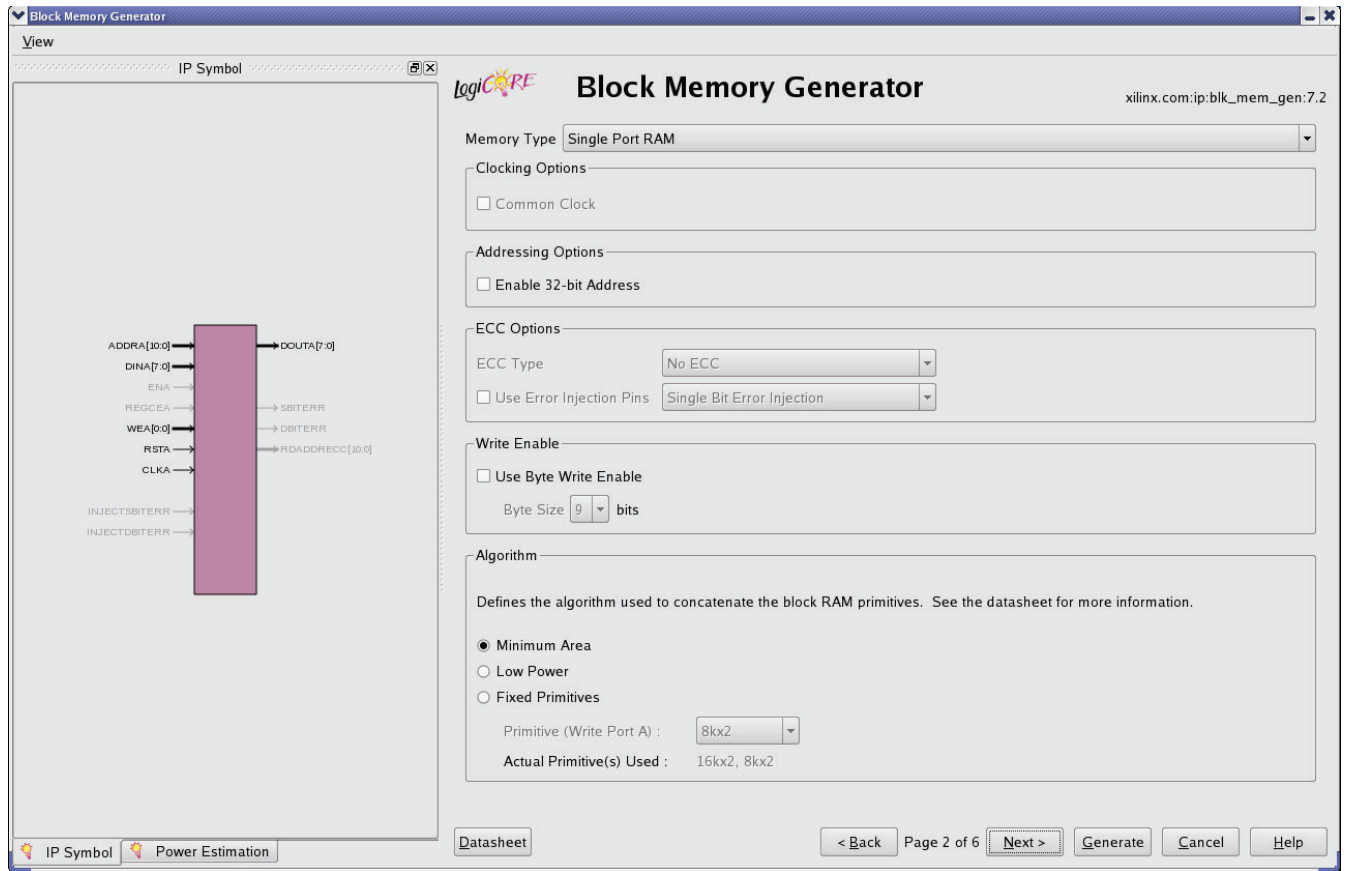 Block Memory Generator
View
IP Symbol
ADDRA[10:0]
DOUTA[7:0]
DINA[7:0]
ENA
REGCEA
SBITERR
WEA[0:0]
DBITERR
RSTA
RDADDRECC[10:0]
CLKA
INJECTSBITERR
INJECTDBITERR
IP Symbol
Power Estimation
logiCORE
Block Memory Generator
xilinx.com:ip:blk_mem_gen:7.2
Memory Type Single Port RAM
Clocking Options
Common Clock
Addressing Options
Enable 32-bit Address
ECC Options
ECC Type No ECC
Use Error Injection Pins Single Bit Error Injection
Write Enable
Use Byte Write Enable
Byte Size 9 bits
Algorithm
Defines the algorithm used to concatenate the block RAM primitives. See the datasheet for more information.
Minimum Area
Low Power
Fixed Primitives
Primitive (Write Port A) : 8kx2
Actual Primitive(s) Used : 16kx2, 8kx2
Datasheet
< Back Page 2 of 6 Next > Generate Cancel Help